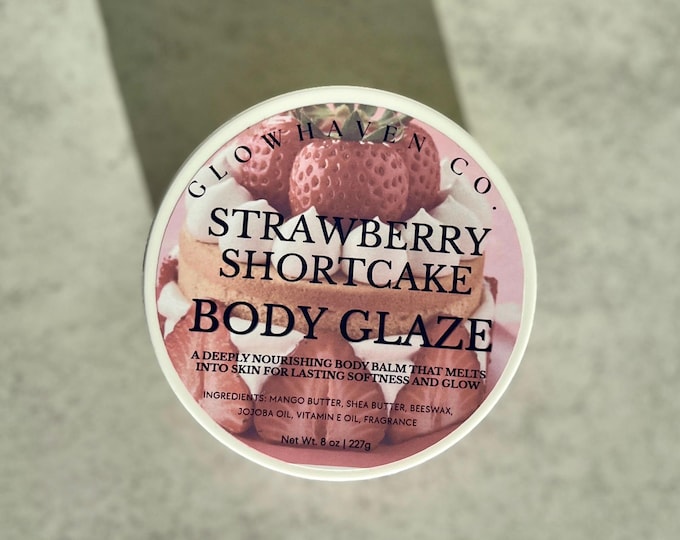 GLOWHAVEN CO.
STRAWBERRY
SHORTCAKE
BODY GLAZE
A DEEPLY NOURISHING BODY BALM THAT MELTS
INTO SKIN FOR LASTING SOFTNESS AND GLOW
INGREDIENTS: MANGO BUTTER, SHEA BUTTER, BEESWAX,
JOJOBA OIL, VITAMIN E OIL, FRAGRANCE
Net Wt. 8 oz | 227g